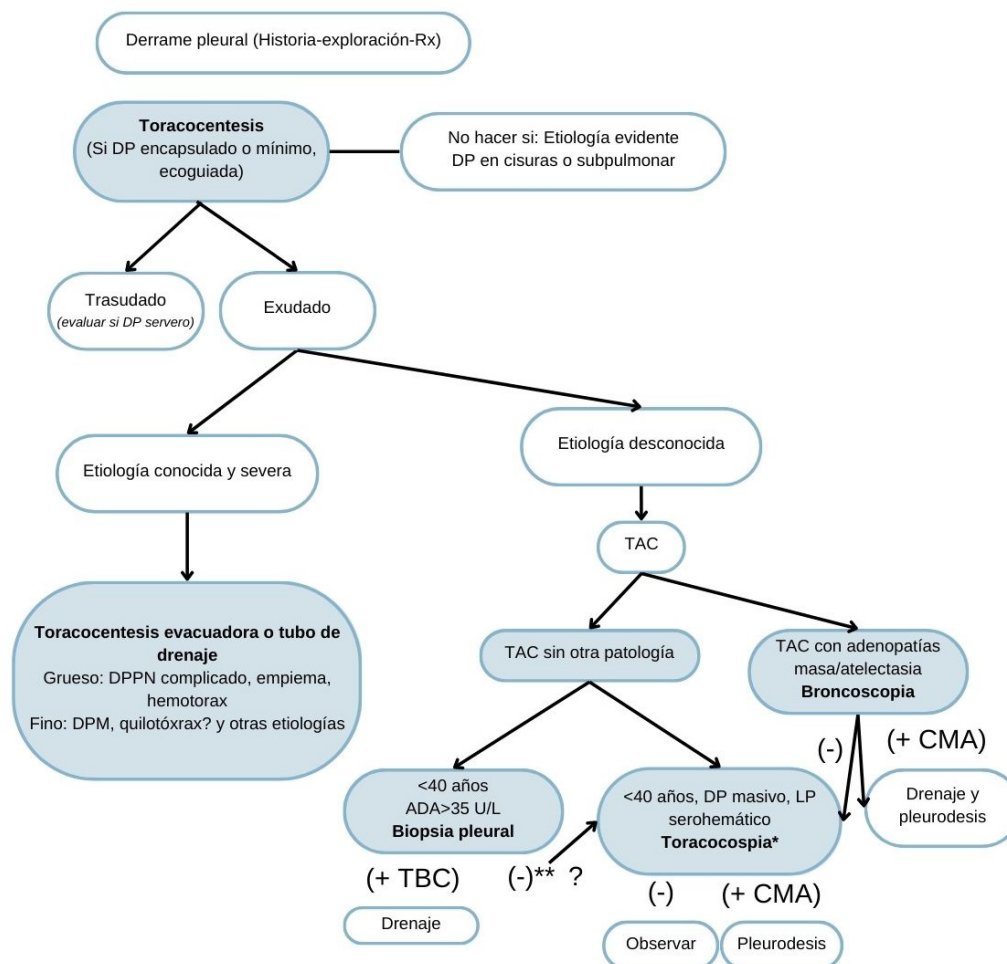 Derrame pleural (Historia-exploración-Rx)
Toracocentesis
(Si DP encapsulado o mínimo,
ecoguiada)
No hacer si: Etiología evidente
DP en cisuras o subpulmonar
Trasudado
(evaluar si DP servero)
Exudado
Etiología conocida y severa
Etiología desconocida
TAC
Toracocentesis evacuadora o tubo de
drenaje
Grueso: DPPN complicado, empiema,
hemotorax
Fino: DPM, quilotóxrax? y otras etiologías
TAC sin otra patología
TAC con adenopatías
masa/atelectasia
Broncoscopia
(-)
(+ CMA)
<40 años
ADA>35 U/L
Biopsia pleural
<40 años, DP masivo, LP
serohemático
Toracocospia*
Drenaje y
pleurodesis
(+ TBC)
(-)** ?
(-)
(+ CMA)
Drenaje
Observar
Pleurodesis